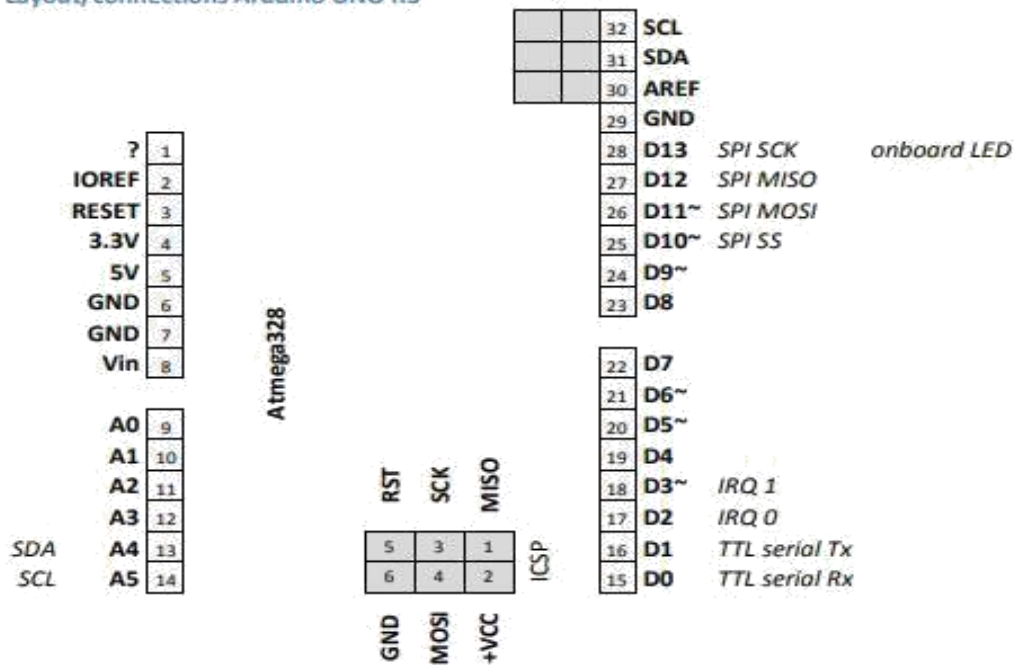 Layout/connections Arduino UNO R3
32 SCL
31 SDA
30 AREF
29 GND
? 1
28 D13 SPI SCK onboard LED
IOREF 2
27 D12 SPI MISO
RESET 3
26 D11~ SPI MOSI
3.3V 4
25 D10~ SPI SS
5V 5
24 D9~
GND 6
23 D8
GND 7
Vin 8
Atmega328
22 D7
21 D6~
A0 9
20 D5~
A1 10
19 D4
A2 11
18 D3~ IRQ 1
A3 12
17 D2 IRQ 0
SDA A4 13
16 D1 TTL serial Tx
SCL A5 14
15 D0 TTL serial Rx
RST SCK MISO
5 3 1
6 4 2
ICSP
GND MOSI +VCC